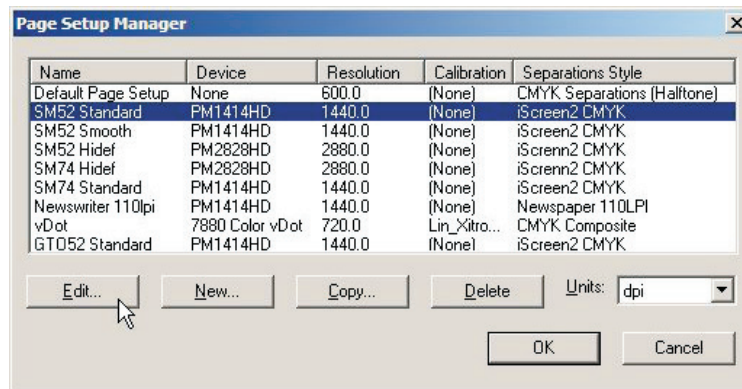 Page Setup Manager
Name Device Resolution Calibration Separations Style
Default Page Setup None 600.0 (None) CMYK Separations (Halftone)
SM52 Standard PM1414HD 1440.0 (None) iScreen2 CMYK
SM52 Smooth PM1414HD 1440.0 (None) iScreen2 CMYK
SM52 Hidef PM2828HD 2880.0 (None) iScrenn2 CMYK
SM74 Hidef PM2828HD 2880.0 (None) iScreen2 CMYK
SM74 Standard PM1414HD 1440.0 (None) iScreen2 CMYK
Newswriter 110lpi PM1414HD 1440.0 (None) Newspaper 110LPI
vDot 7880 Color vDot 720.0 Lin_Xitro... CMYK Composite
GTO52 Standard PM1414HD 1440.0 (None) iScreen2 CMYK
Edit... New... Copy... Delete Units: dpi
OK Cancel